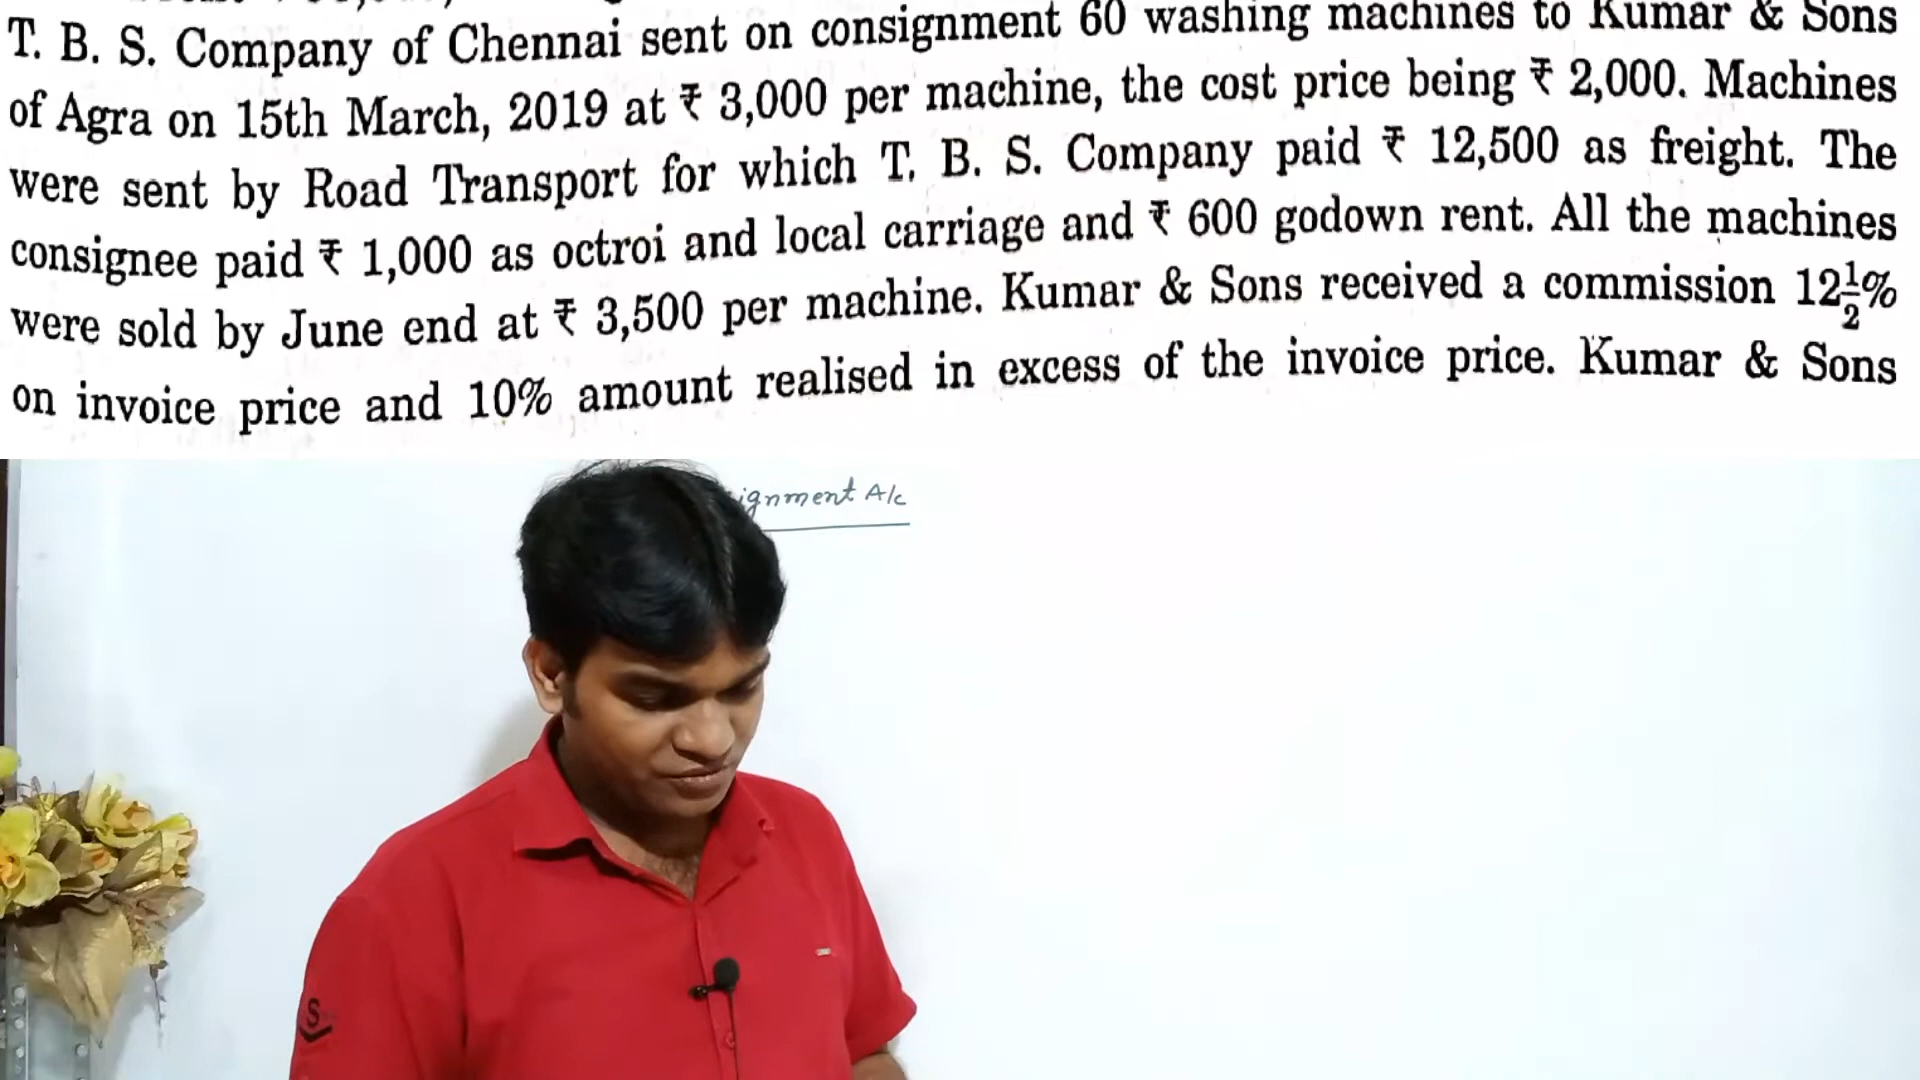 T. B. S. Company of Chennai sent on consignment 60 washing machines to Kumar & Sons
of Agra on 15th March, 2019 at ₹ 3,000 per machine, the cost price being ₹ 2,000. Machines
were sent by Road Transport for which T. B. S. Company paid ₹ 12,500 as freight. The
consignee paid ₹ 1,000 as octroi and local carriage and ₹ 600 godown rent. All the machines
were sold by June end at ₹ 3,500 per machine. Kumar & Sons received a commission 12½%
on invoice price and 10% amount realised in excess of the invoice price. Kumar & Sons
ignment A/c
S